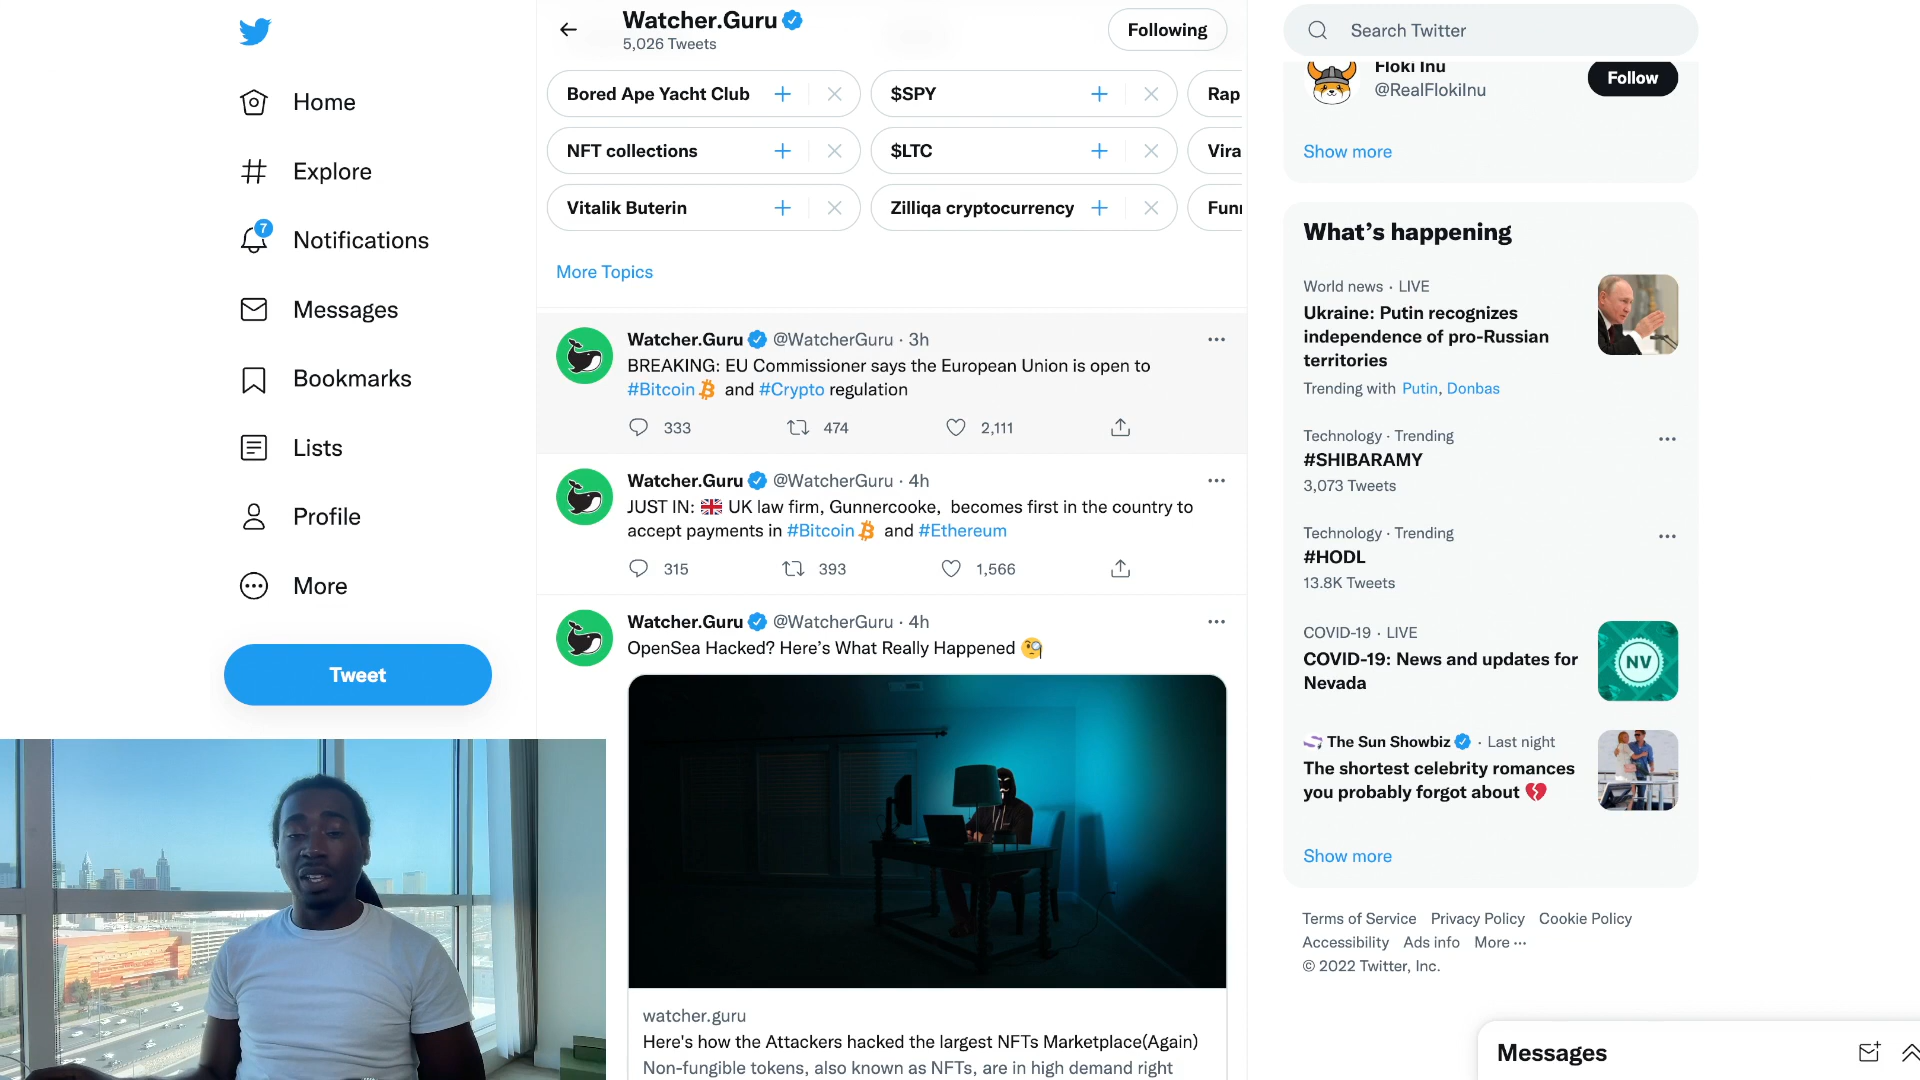 Home
Explore
7
Notifications
Messages
Bookmarks
Lists
Profile
More
Tweet
Watcher.Guru
5,026 Tweets
Following
Bored Ape Yacht Club
$SPY
Rap
NFT collections
$LTC
Vira
Vitalik Buterin
Zilliqa cryptocurrency
More Topics
Watcher.Guru @WatcherGuru · 3h
BREAKING: EU Commissioner says the European Union is open to
#Bitcoin and #Crypto regulation
333 474 2,111
Watcher.Guru @WatcherGuru · 4h
JUST IN: 🇬🇧 UK law firm, Gunnercooke, becomes first in the country to
accept payments in #Bitcoin and #Ethereum
315 393 1,566
Watcher.Guru @WatcherGuru · 4h
OpenSea Hacked? Here's What Really Happened 🧐
watcher.guru
Here's how the Attackers hacked the largest NFTs Marketplace(Again)
Non-fungible tokens, also known as NFTs, are in high demand right
Search Twitter
Floki Inu
@RealFlokiInu
Follow
Show more
What's happening
World news · LIVE
Ukraine: Putin recognizes
independence of pro-Russian
territories
Trending with Putin, Donbas
Technology · Trending
#SHIBARAMY
3,073 Tweets
Technology · Trending
#HODL
13.8K Tweets
COVID-19 · LIVE
COVID-19: News and updates for
Nevada
NV
The Sun Showbiz · Last night
The shortest celebrity romances
you probably forgot about 💔
Show more
Terms of Service Privacy Policy Cookie Policy
Accessibility Ads info More ···
© 2022 Twitter, Inc.
Messages